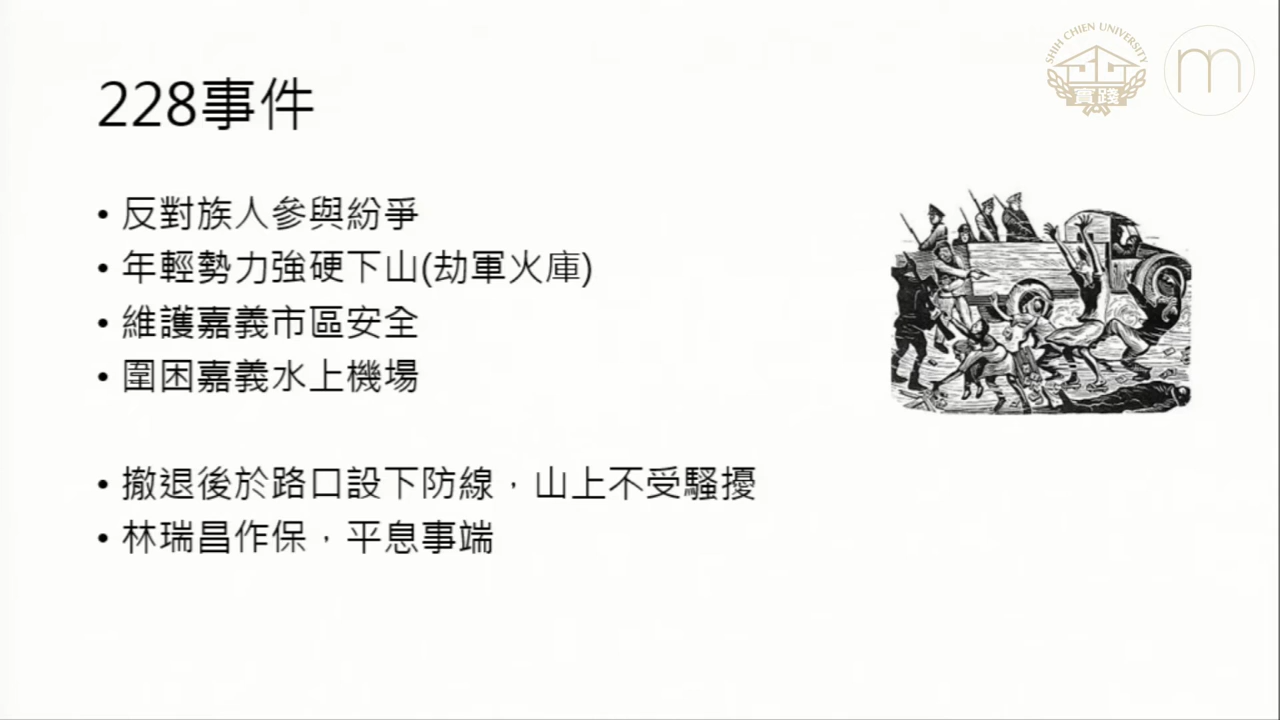 SHIH CHIEN UNIVERSITY
實踐
228事件
• 反對族人參與紛爭
• 年輕勢力強硬下山(劫軍火庫)
• 維護嘉義市區安全
• 圍困嘉義水上機場
• 撤退後於路口設下防線，山上不受騷擾
• 林瑞昌作保，平息事端